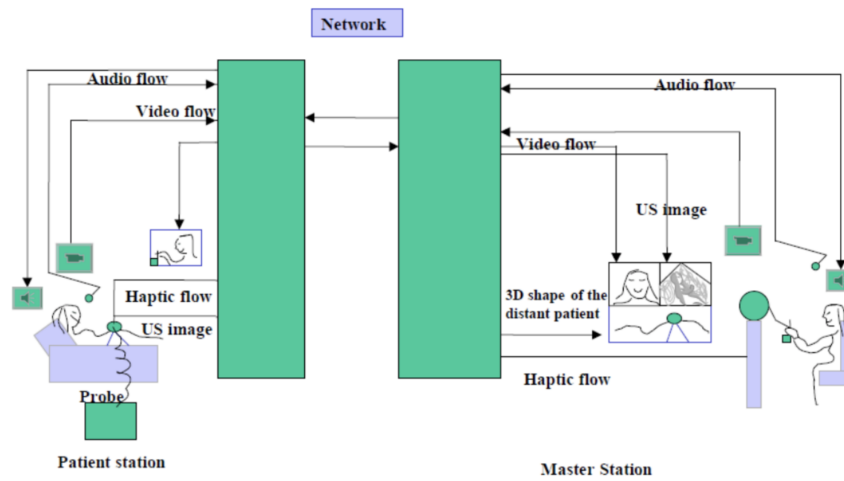 Network
Audio flow
Video flow
Haptic flow
US image
Probe
Patient station
Audio flow
Video flow
US image
3D shape of the
distant patient
Haptic flow
Master Station